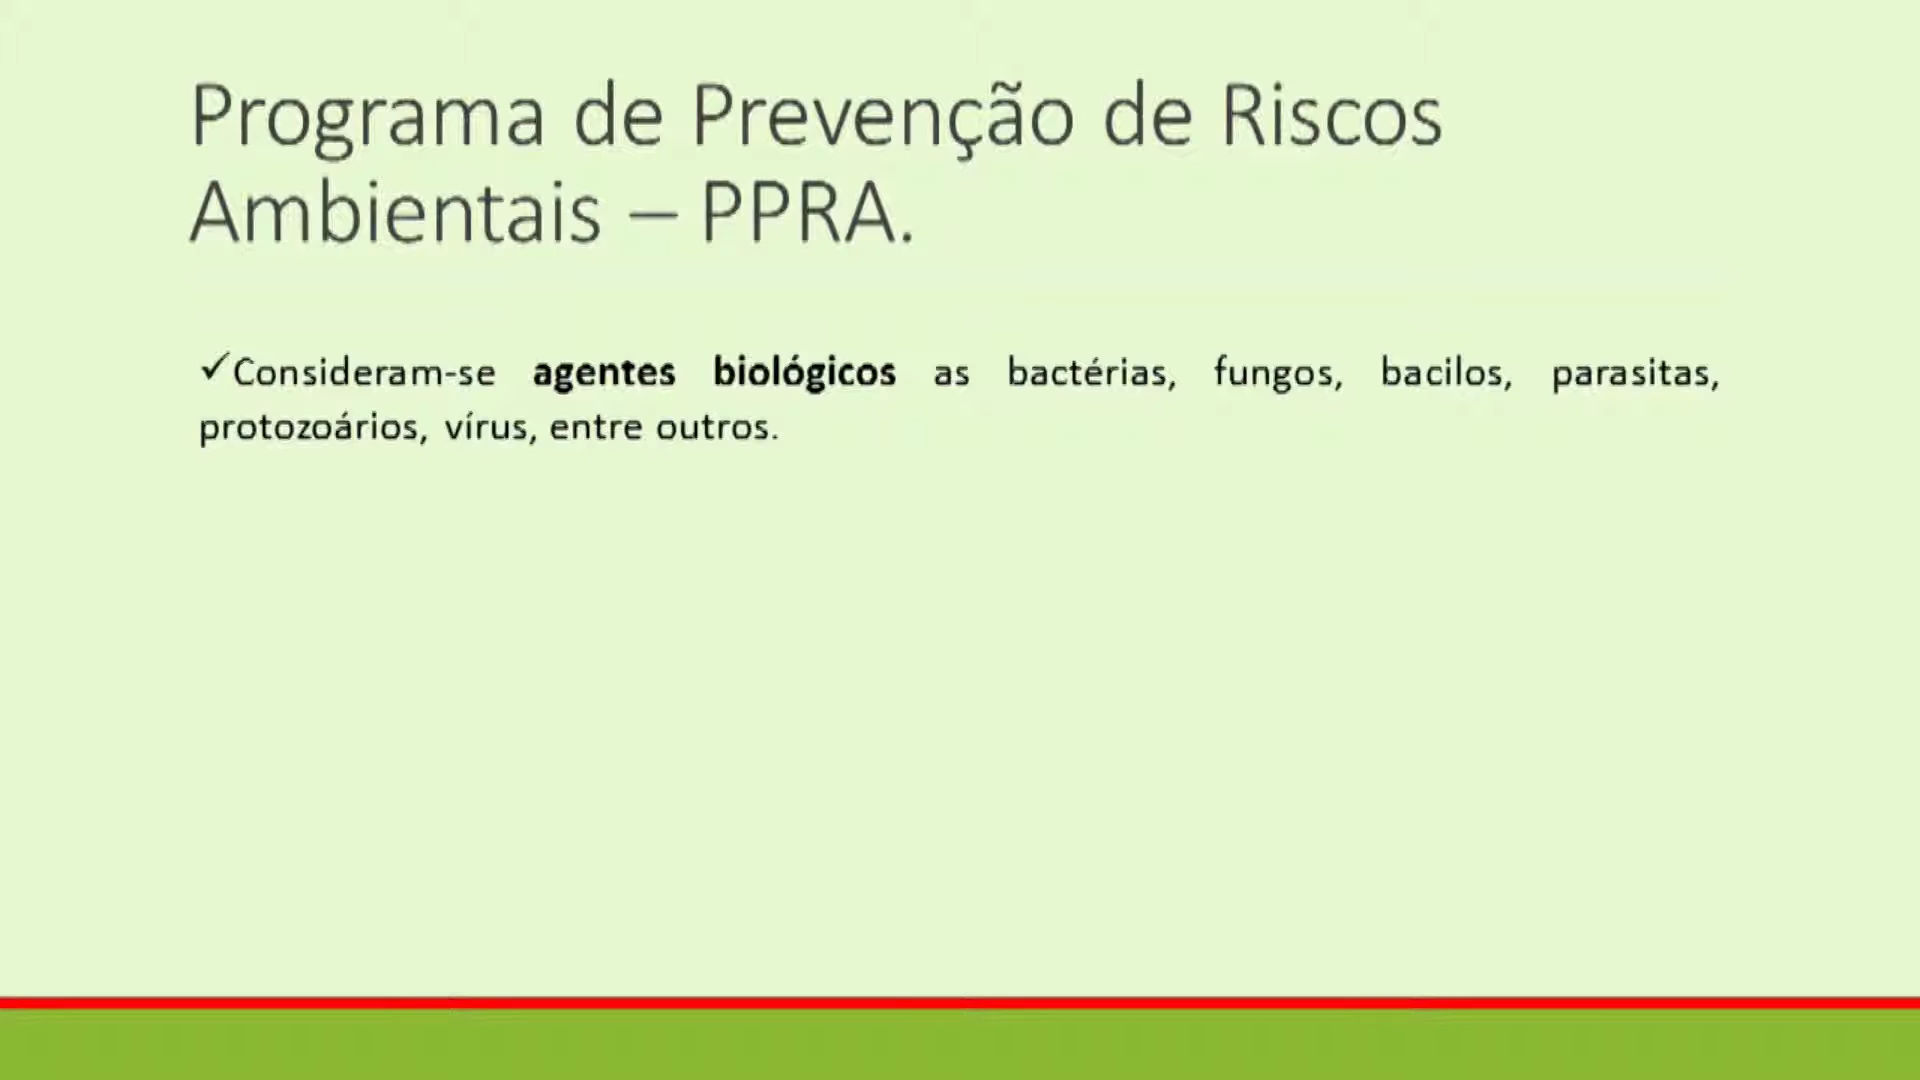 Programa de Prevenção de Riscos
Ambientais – PPRA.
✓Consideram-se agentes biológicos as bactérias, fungos, bacilos, parasitas,
protozoários, vírus, entre outros.